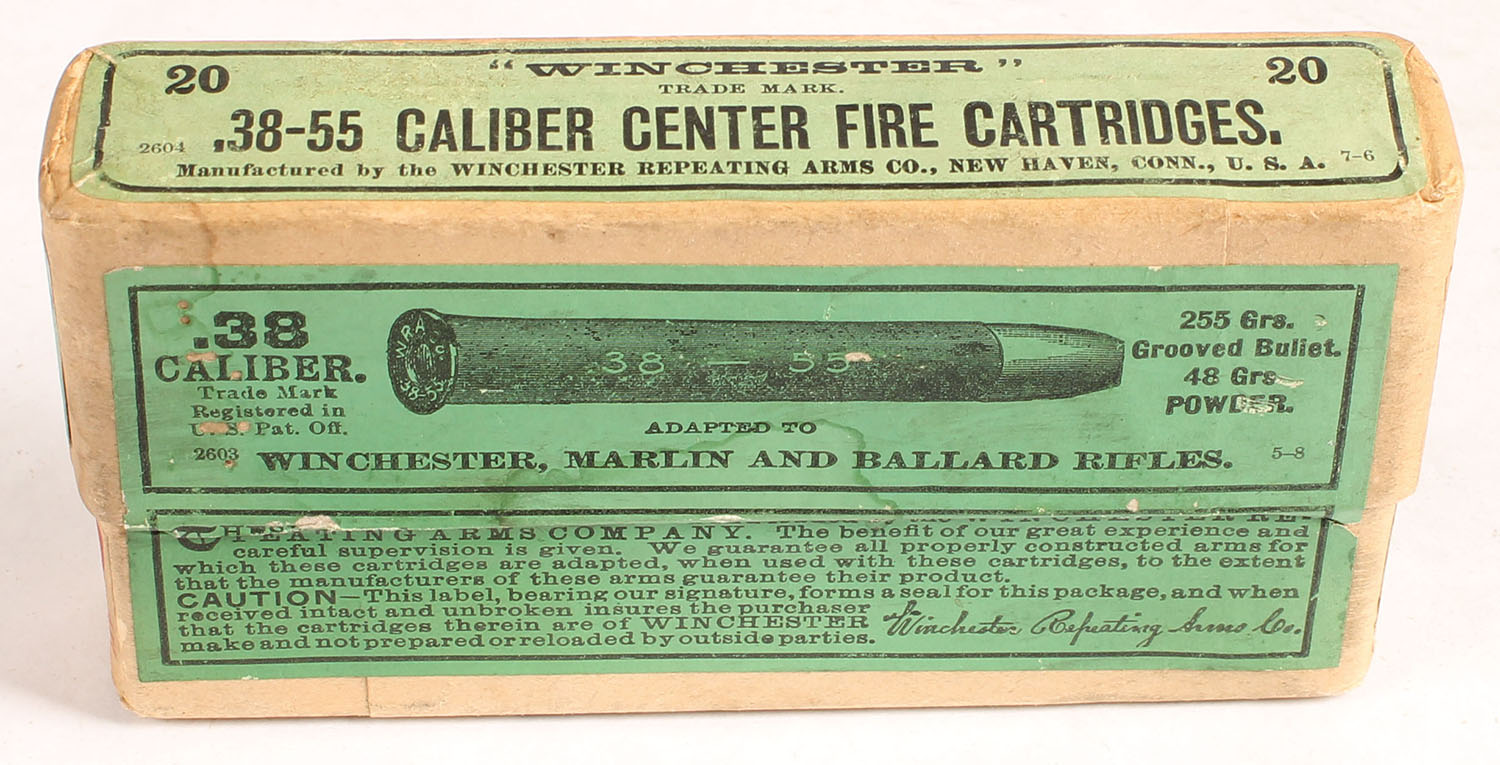 20 "WINCHESTER" 20
TRADE MARK.
.38-55 CALIBER CENTER FIRE CARTRIDGES.
2604 Manufactured by the WINCHESTER REPEATING ARMS CO., NEW HAVEN, CONN., U. S. A. 7-6
.38
CALIBER.
Trade Mark
Registered in
U. S. Pat. Off.
2603
W.R.A. Co.
.38-55
38 — 55
255 Grs.
Grooved Bullet.
48 Grs.
POWDER.
ADAPTED TO
WINCHESTER, MARLIN AND BALLARD RIFLES.
5-8
PEATING ARMS COMPANY. The benefit of our great experience and
careful supervision is given. We guarantee all properly constructed arms for
which these cartridges are adapted, when used with these cartridges, to the extent
that the manufacturers of these arms guarantee their product.
CAUTION—This label, bearing our signature, forms a seal for this package, and when
received intact and unbroken insures the purchaser
that the cartridges therein are of WINCHESTER
make and not prepared or reloaded by outside parties.
Winchester Repeating Arms Co.